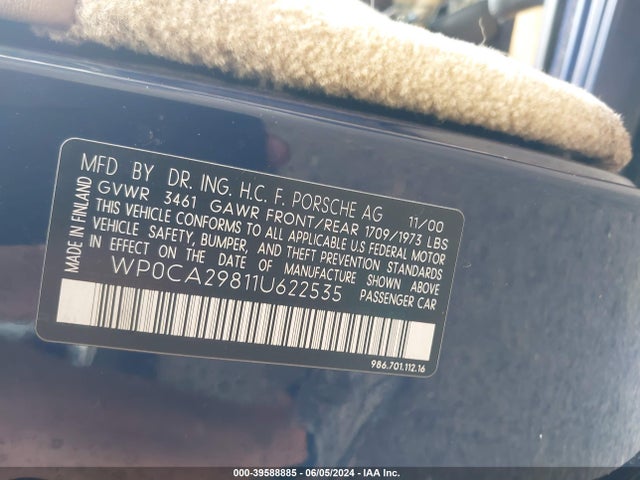 MFD BY DR. ING. H.C. F. PORSCHE AG 11/00
GVWR 3461 GAWR FRONT/REAR 1709/1973 LBS
THIS VEHICLE CONFORMS TO ALL APPLICABLE U.S FEDERAL MOTOR
VEHICLE SAFETY, BUMPER, AND THEFT PREVENTION STANDARDS
IN EFFECT ON THE DATE OF MANUFACTURE SHOWN ABOVE
WP0CA29811U622535 PASSENGER CAR
MADE IN FINLAND
986.701.112.16
000-39588885 / 06/05/2024 - IAA Inc.